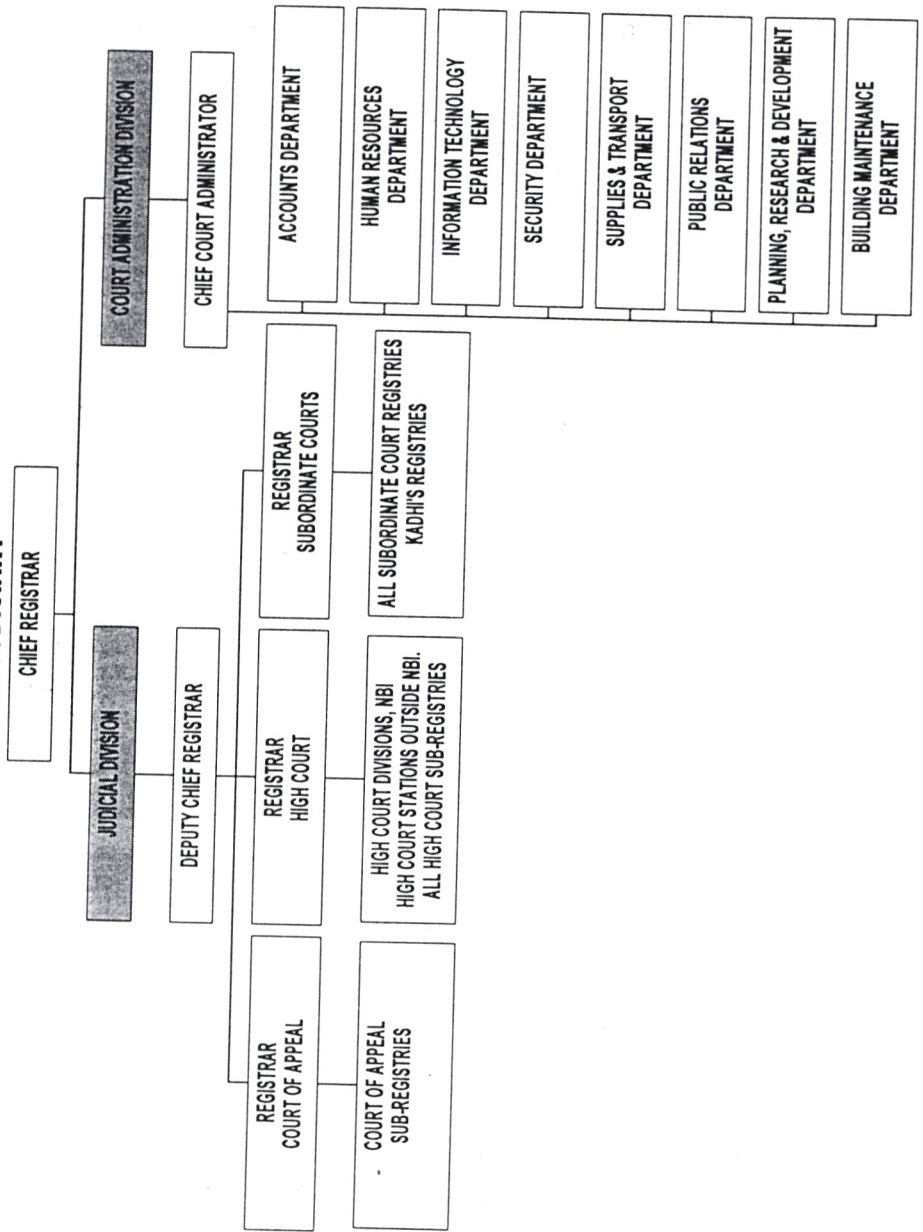 CHIEF REGISTRAR
JUDICIAL DIVISION
DEPUTY CHIEF REGISTRAR
REGISTRAR
COURT OF APPEAL
- COURT OF APPEAL
SUB-REGISTRIES
REGISTRAR
HIGH COURT
HIGH COURT DIVISIONS, NBI
HIGH COURT STATIONS OUTSIDE NBI.
ALL HIGH COURT SUB-REGISTRIES
REGISTRAR
SUBORDINATE COURTS
ALL SUBORDINATE COURT REGISTRIES
KADHI'S REGISTRIES
COURT ADMINISTRATION DIVISION
CHIEF COURT ADMINISTRATOR
ACCOUNTS DEPARTMENT
HUMAN RESOURCES
DEPARTMENT
INFORMATION TECHNOLOGY
DEPARTMENT
SECURITY DEPARTMENT
SUPPLIES & TRANSPORT
DEPARTMENT
PUBLIC RELATIONS
DEPARTMENT
PLANNING, RESEARCH & DEVELOPMENT
DEPARTMENT
BUILDING MAINTENANCE
DEPARTMENT